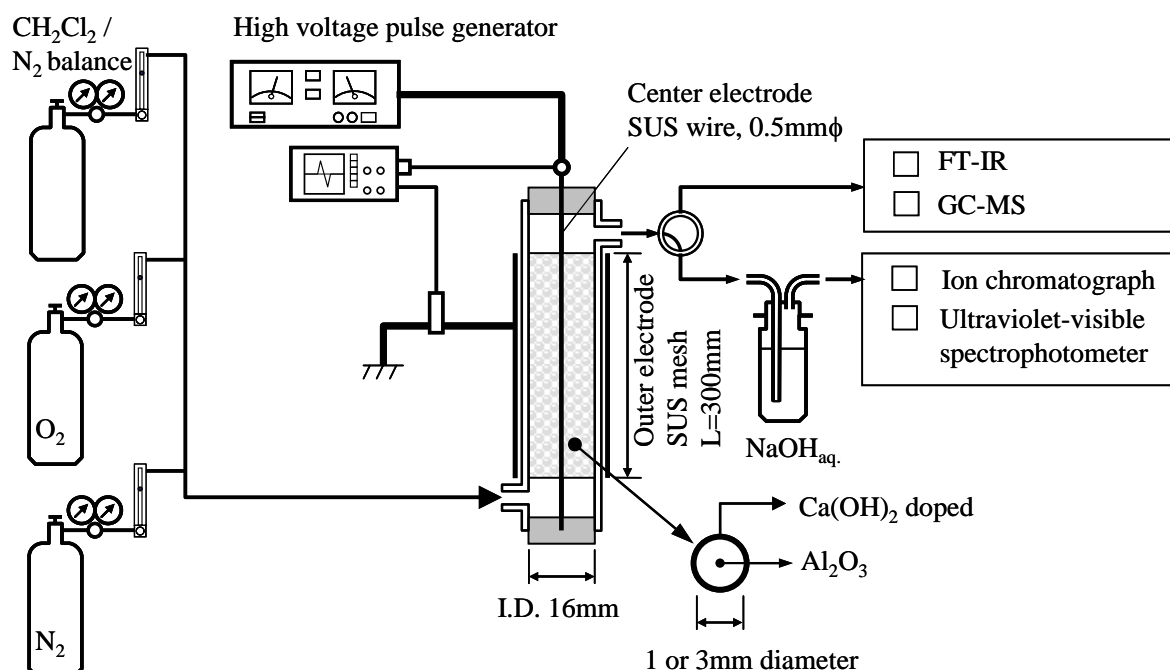 CH₂Cl₂ /
N₂ balance
High voltage pulse generator
Center electrode
SUS wire, 0.5mmϕ
FT-IR
GC-MS
Ion chromatograph
Ultraviolet-visible
spectrophotometer
Outer electrode
SUS mesh
L=300mm
NaOHaq.
O₂
N₂
Ca(OH)₂ doped
Al₂O₃
I.D. 16mm
1 or 3mm diameter